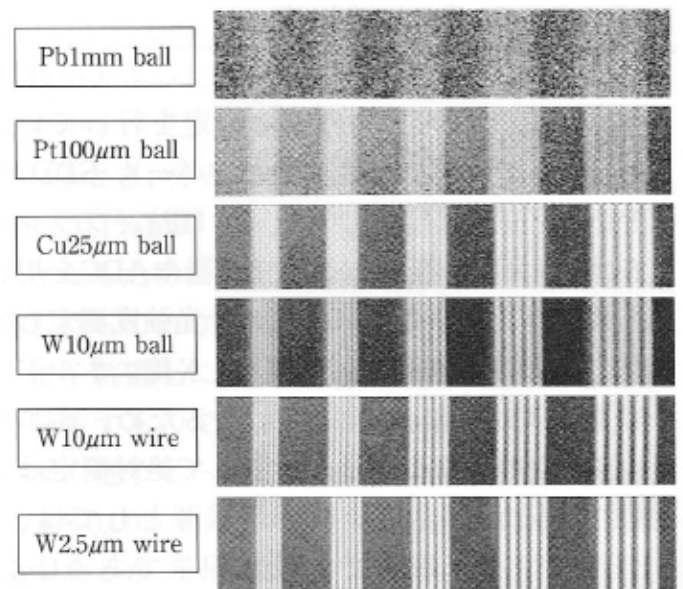 Pb1mm ball
Pt100μm ball
Cu25μm ball
W10μm ball
W10μm wire
W2.5μm wire